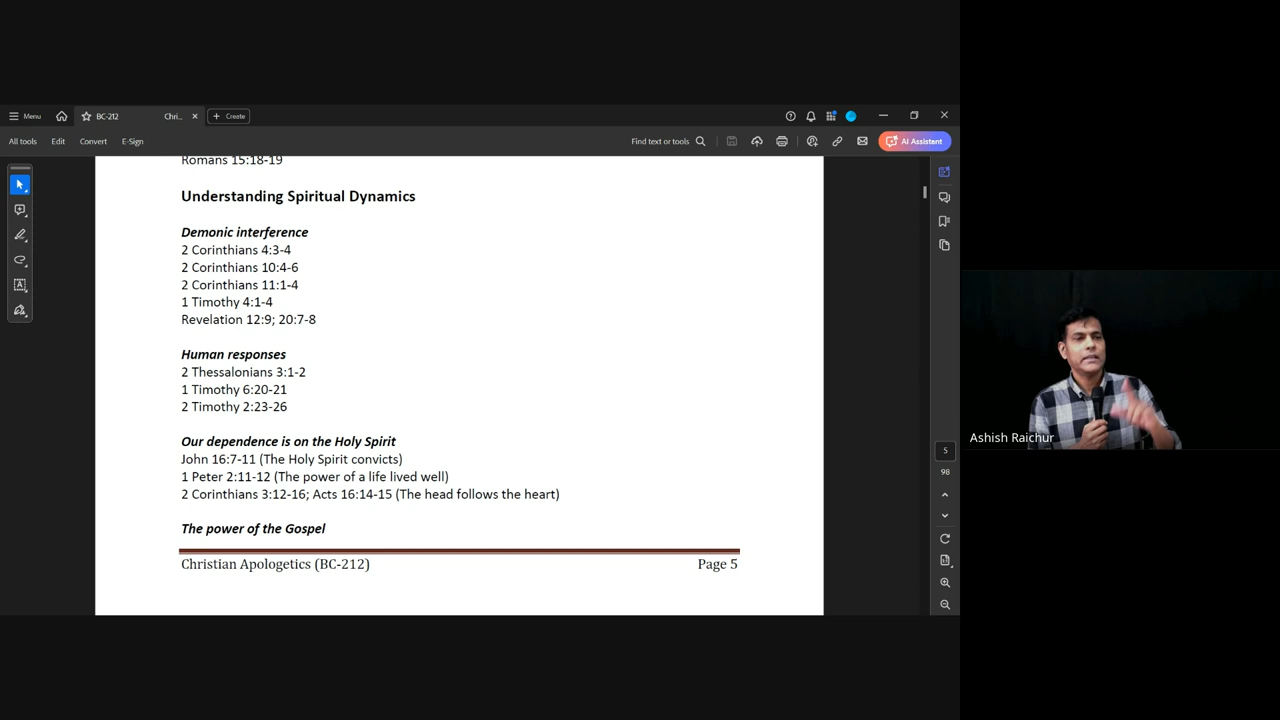 Menu
BC-212 Chri...
Create
All tools
Edit
Convert
E-Sign
Find text or tools
AI Assistant
Romans 15:18-19
Understanding Spiritual Dynamics
Demonic interference
2 Corinthians 4:3-4
2 Corinthians 10:4-6
2 Corinthians 11:1-4
1 Timothy 4:1-4
Revelation 12:9; 20:7-8
Human responses
2 Thessalonians 3:1-2
1 Timothy 6:20-21
2 Timothy 2:23-26
Our dependence is on the Holy Spirit
John 16:7-11 (The Holy Spirit convicts)
1 Peter 2:11-12 (The power of a life lived well)
2 Corinthians 3:12-16; Acts 16:14-15 (The head follows the heart)
The power of the Gospel
Christian Apologetics (BC-212) Page 5
5
98
Ashish Raichur